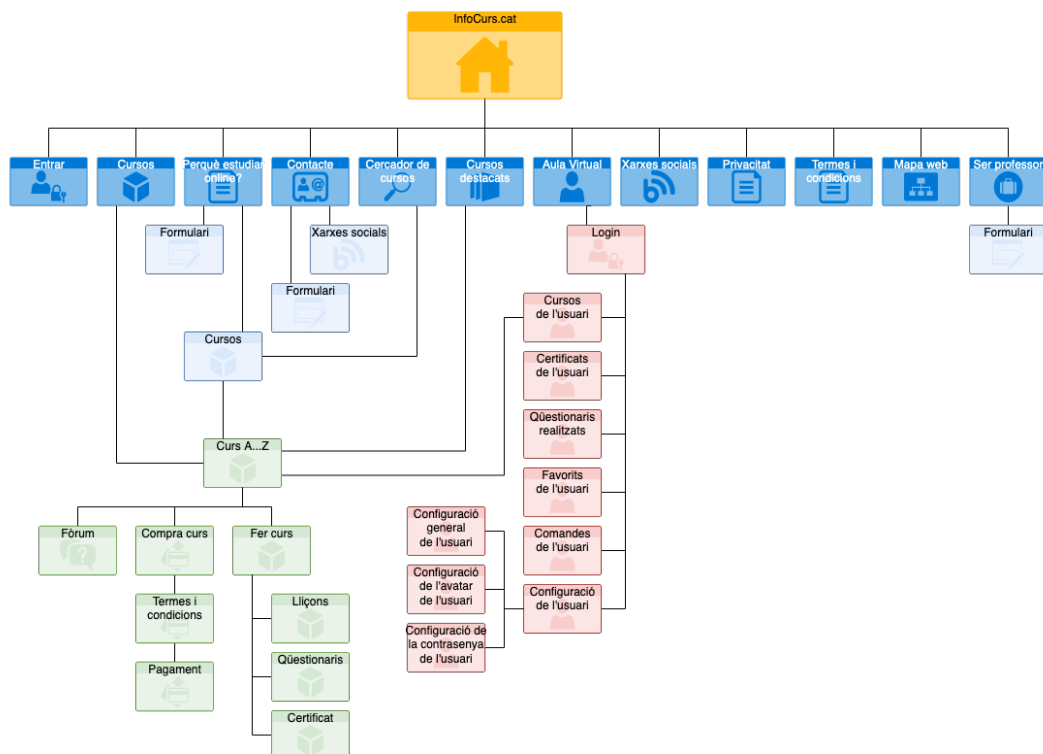 InfoCurs.cat
Entrar
Cursos
Perquè estudiar
online?
Contacte
Cercador de
cursos
Cursos
destacats
Aula Virtual
Xarxes socials
Privacitat
Termes i
condicions
Mapa web
Ser professor
Formulari
Xarxes socials
Login
Formulari
Formulari
Cursos
Cursos
de l'usuari
Certificats
de l'usuari
Qüestionaris
realitzats
Favorits
de l'usuari
Comandes
de l'usuari
Configuració
de l'usuari
Configuració
general
de l'usuari
Configuració
de l'avatar
de l'usuari
Configuració de
la contrasenya
de l'usuari
Curs A...Z
Fòrum
Compra curs
Fer curs
Termes i
condicions
Pagament
Lliçons
Qüestionaris
Certificat